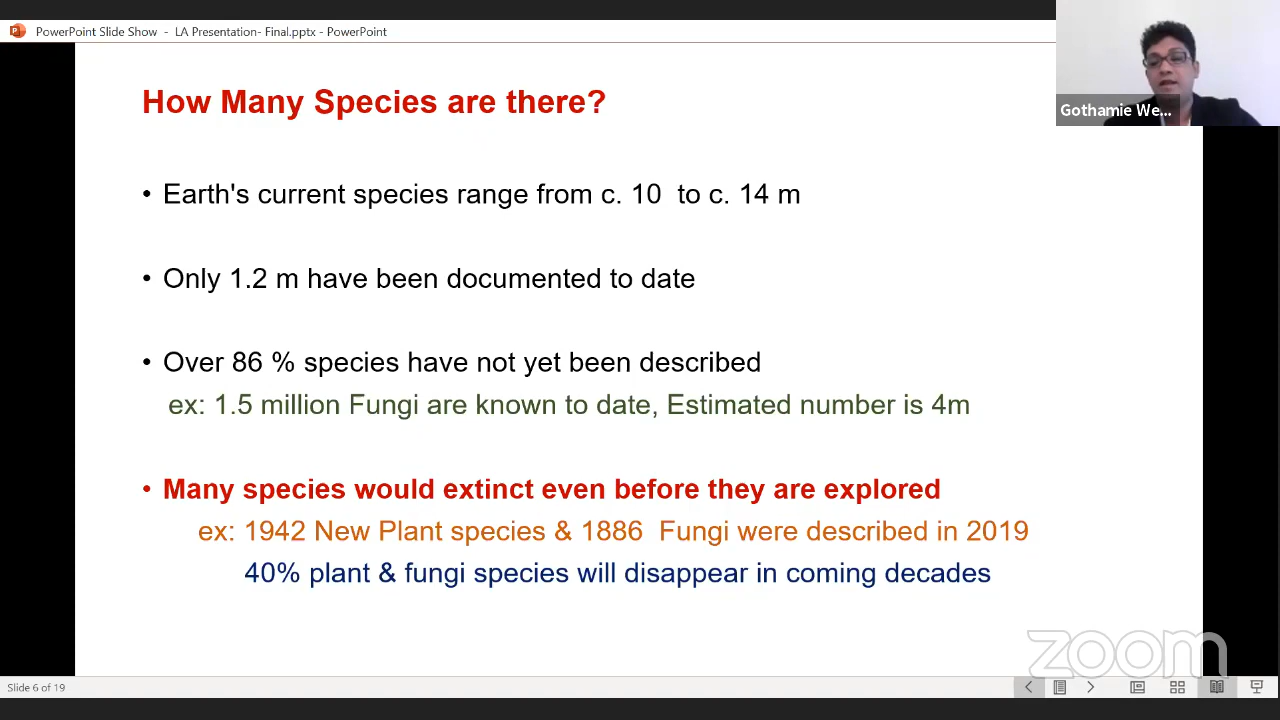 PowerPoint Slide Show - LA Presentation- Final.pptx - PowerPoint
Gothamie We...
How Many Species are there?
• Earth's current species range from c. 10 to c. 14 m
• Only 1.2 m have been documented to date
• Over 86 % species have not yet been described
ex: 1.5 million Fungi are known to date, Estimated number is 4m
• Many species would extinct even before they are explored
ex: 1942 New Plant species & 1886 Fungi were described in 2019
40% plant & fungi species will disappear in coming decades
zoom
Slide 6 of 19